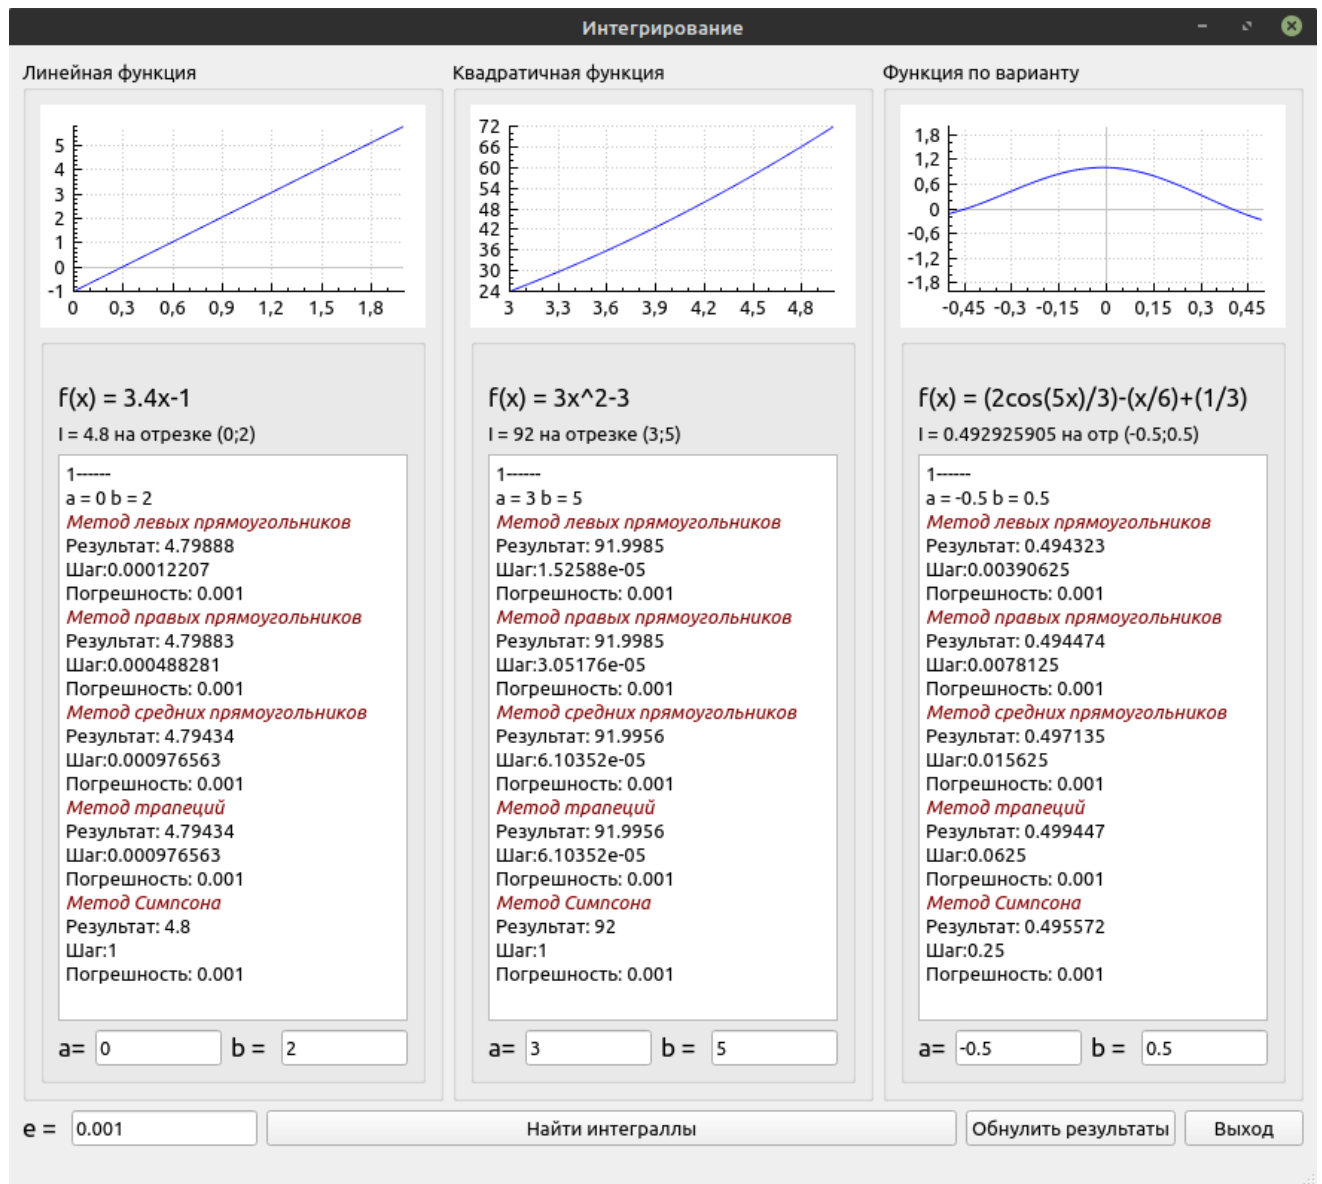 Интегрирование
Линейная функция
5
4
3
2
1
0
-1
0 0,3 0,6 0,9 1,2 1,5 1,8
f(x) = 3.4x-1
I = 4.8 на отрезке (0;2)
1------
a = 0 b = 2
Метод левых прямоугольников
Результат: 4.79888
Шаг:0.00012207
Погрешность: 0.001
Метод правых прямоугольников
Результат: 4.79883
Шаг:0.000488281
Погрешность: 0.001
Метод средних прямоугольников
Результат: 4.79434
Шаг:0.000976563
Погрешность: 0.001
Метод трапеций
Результат: 4.79434
Шаг:0.000976563
Погрешность: 0.001
Метод Симпсона
Результат: 4.8
Шаг:1
Погрешность: 0.001
a= 0 b = 2
Квадратичная функция
72
66
60
54
48
42
36
30
24
3 3,3 3,6 3,9 4,2 4,5 4,8
f(x) = 3x^2-3
I = 92 на отрезке (3;5)
1------
a = 3 b = 5
Метод левых прямоугольников
Результат: 91.9985
Шаг:1.52588e-05
Погрешность: 0.001
Метод правых прямоугольников
Результат: 91.9985
Шаг:3.05176e-05
Погрешность: 0.001
Метод средних прямоугольников
Результат: 91.9956
Шаг:6.10352e-05
Погрешность: 0.001
Метод трапеций
Результат: 91.9956
Шаг:6.10352e-05
Погрешность: 0.001
Метод Симпсона
Результат: 92
Шаг:1
Погрешность: 0.001
a= 3 b = 5
Функция по варианту
1,8
1,2
0,6
0
-0,6
-1,2
-1,8
-0,45 -0,3 -0,15 0 0,15 0,3 0,45
f(x) = (2cos(5x)/3)-(x/6)+(1/3)
I = 0.492925905 на отр (-0.5;0.5)
1------
a = -0.5 b = 0.5
Метод левых прямоугольников
Результат: 0.494323
Шаг:0.00390625
Погрешность: 0.001
Метод правых прямоугольников
Результат: 0.494474
Шаг:0.0078125
Погрешность: 0.001
Метод средних прямоугольников
Результат: 0.497135
Шаг:0.015625
Погрешность: 0.001
Метод трапеций
Результат: 0.499447
Шаг:0.0625
Погрешность: 0.001
Метод Симпсона
Результат: 0.495572
Шаг:0.25
Погрешность: 0.001
a= -0.5 b = 0.5
e = 0.001 Найти интеграллы Обнулить результаты Выход